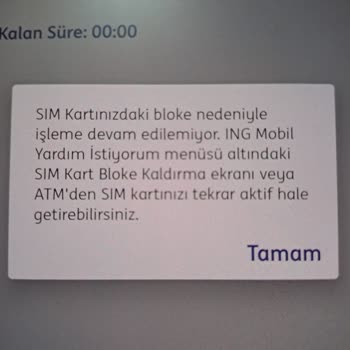 Kalan Süre: 00:00
SIM Kartınızdaki bloke nedeniyle
işleme devam edilemiyor. ING Mobil
Yardım İstiyorum menüsü altındaki
SIM Kart Bloke Kaldırma ekranı veya
ATM'den SIM kartınızı tekrar aktif hale
getirebilirsiniz.
Tamam